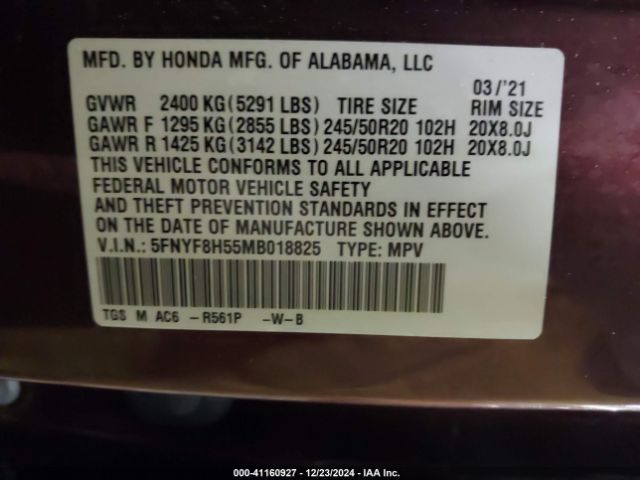 MFD. BY HONDA MFG. OF ALABAMA, LLC
03/'21
GVWR 2400 KG(5291 LBS) TIRE SIZE RIM SIZE
GAWR F 1295 KG(2855 LBS) 245/50R20 102H 20X8.0J
GAWR R 1425 KG(3142 LBS) 245/50R20 102H 20X8.0J
THIS VEHICLE CONFORMS TO ALL APPLICABLE
FEDERAL MOTOR VEHICLE SAFETY
AND THEFT PREVENTION STANDARDS IN EFFECT
ON THE DATE OF MANUFACTURE SHOWN ABOVE.
V.I.N.: 5FNYF8H55MB018825 TYPE: MPV
TGS M AC6 -R561P -W-B
000-41160927 - 12/23/2024 - IAA Inc.